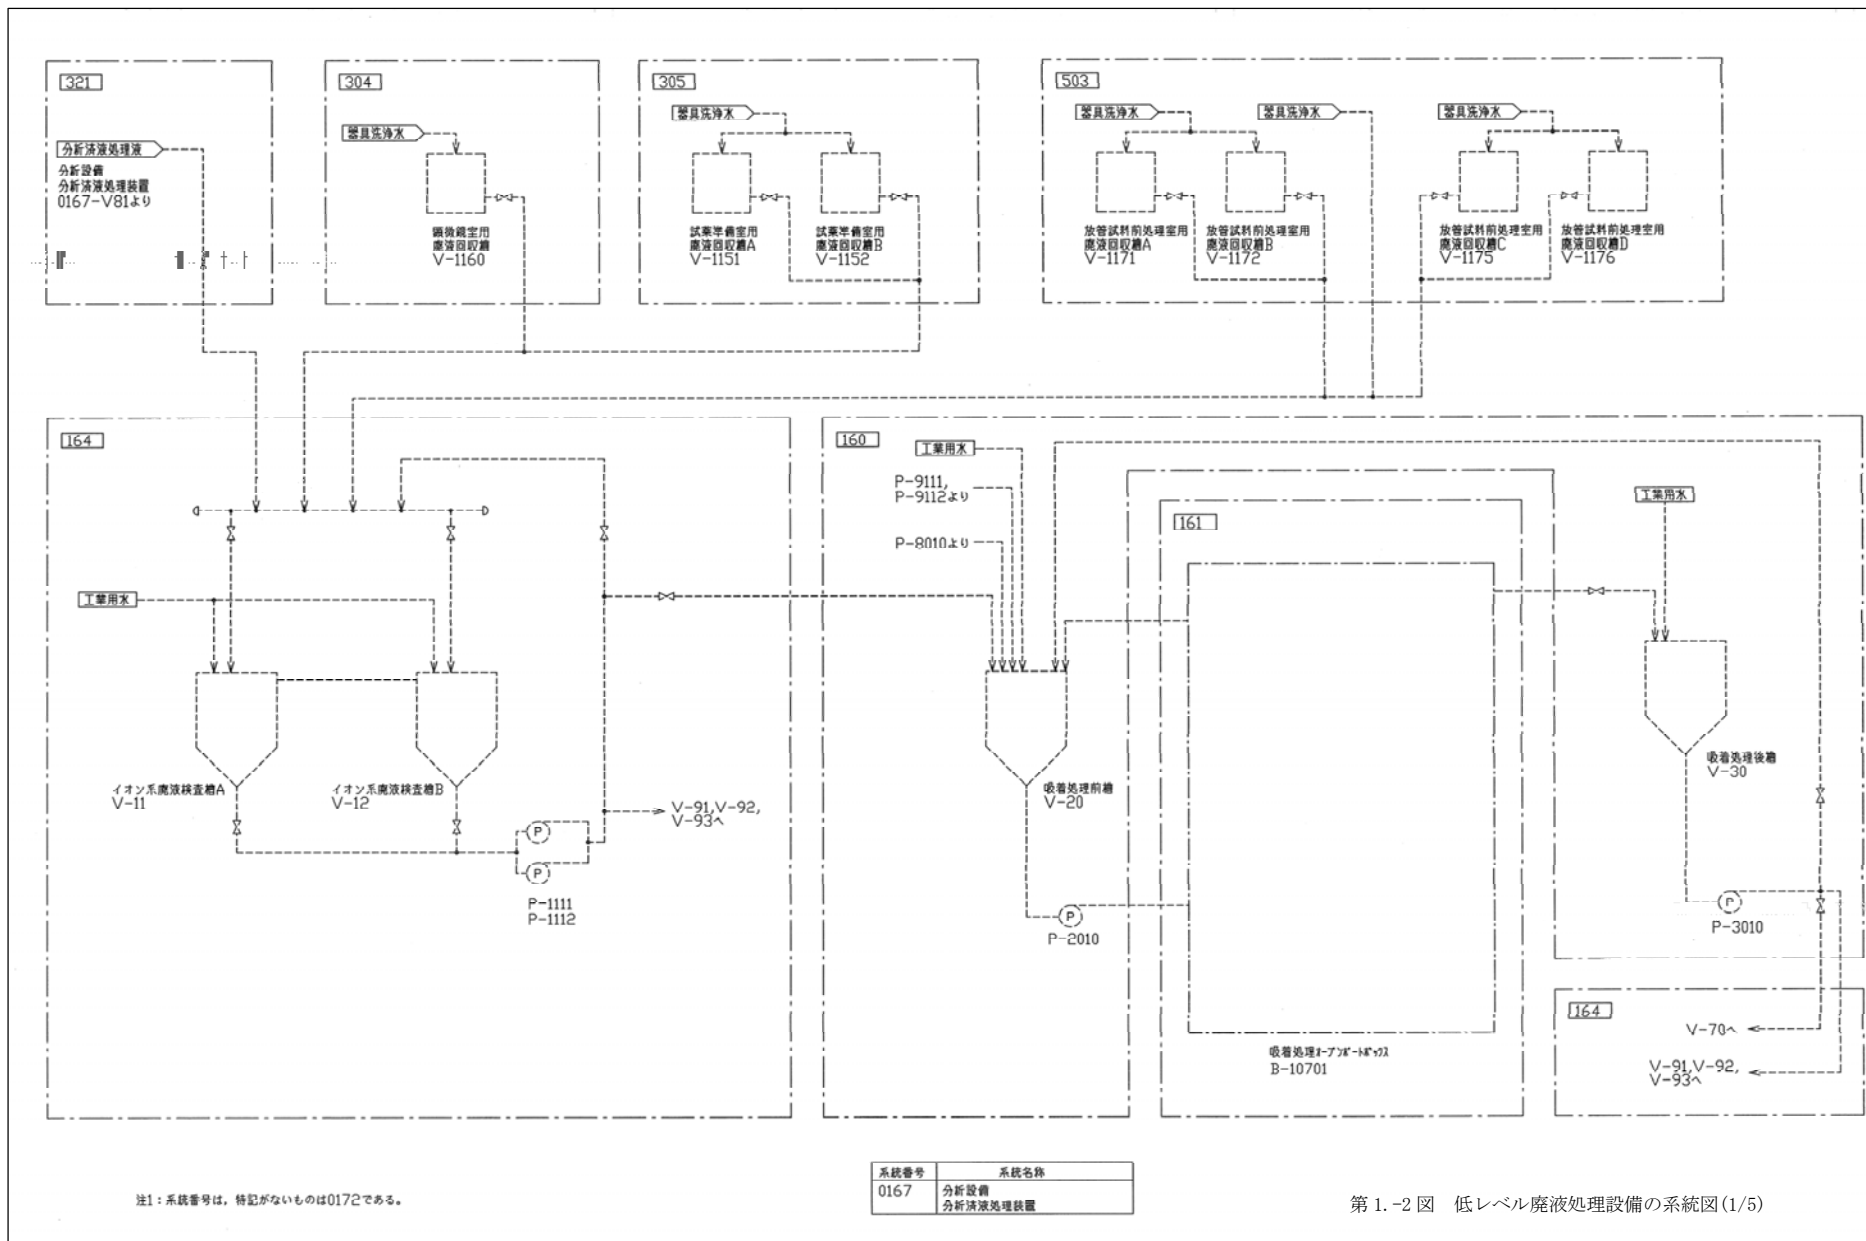 321
分析済液処理液
分析設備
分析済液処理装置
0167-V81より
304
器具洗浄水
顕微鏡室用
廃液回収槽
V-1160
305
器具洗浄水
試薬準備室用
廃液回収槽A
V-1151
試薬準備室用
廃液回収槽B
V-1152
503
器具洗浄水
器具洗浄水
器具洗浄水
放管試料前処理室用
廃液回収槽A
V-1171
放管試料前処理室用
廃液回収槽B
V-1172
放管試料前処理室用
廃液回収槽C
V-1175
放管試料前処理室用
廃液回収槽D
V-1176
164
工業用水
イオン系廃液検査槽A
V-11
イオン系廃液検査槽B
V-12
P
P
P-1111
P-1112
V-91,V-92,
V-93へ
160
工業用水
P-9111,
P-9112より
P-8010より
吸着処理前槽
V-20
P
P-2010
161
吸着処理オープンポートボックス
B-10701
工業用水
吸着処理後槽
V-30
P
P-3010
164
V-70へ
V-91,V-92,
V-93へ
系統番号 系統名称
0167 分析設備
分析済液処理装置
注1：系統番号は，特記がないものは0172である。
第1.-2図　低レベル廃液処理設備の系統図(1/5)